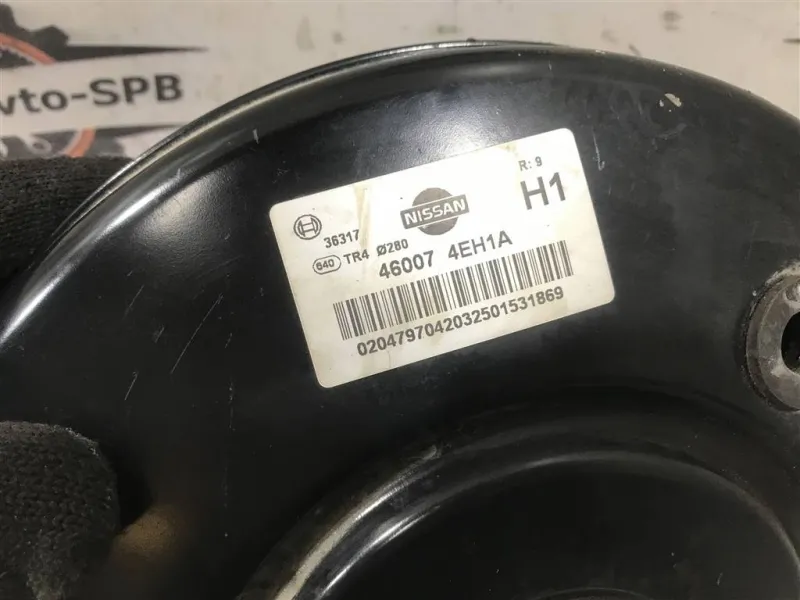 vto-SPB
R: 9
H1
NISSAN
36317
640 TR4 Ø280
46007 4EH1A
0204797042032501531869